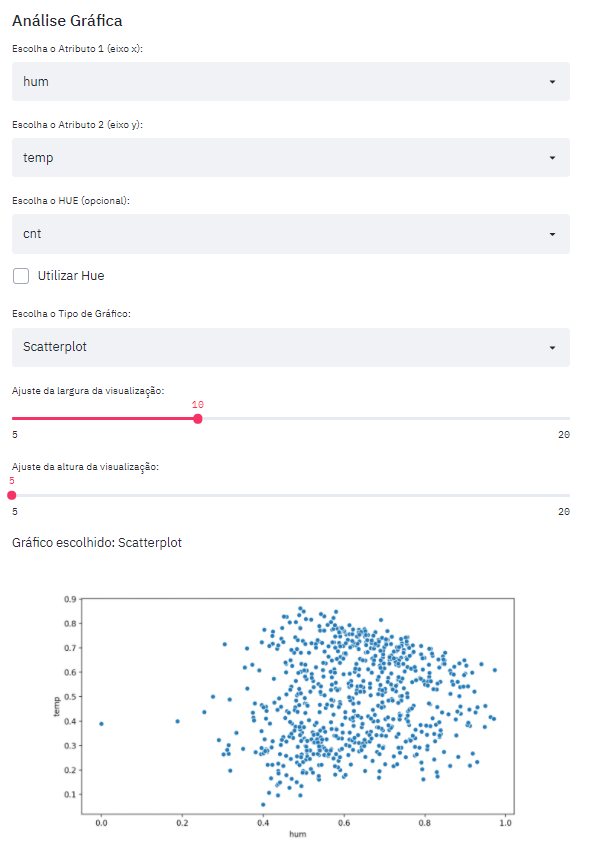 Análise Gráfica
Escolha o Atributo 1 (eixo x):
hum
Escolha o Atributo 2 (eixo y):
temp
Escolha o HUE (opcional):
cnt
Utilizar Hue
Escolha o Tipo de Gráfico:
Scatterplot
Ajuste da largura da visualização:
10
5 20
Ajuste da altura da visualização:
5
5 20
Gráfico escolhido: Scatterplot
0.9
0.8
0.7
0.6
0.5
temp
0.4
0.3
0.2
0.1
0.0 0.2 0.4 0.6 0.8 1.0
hum